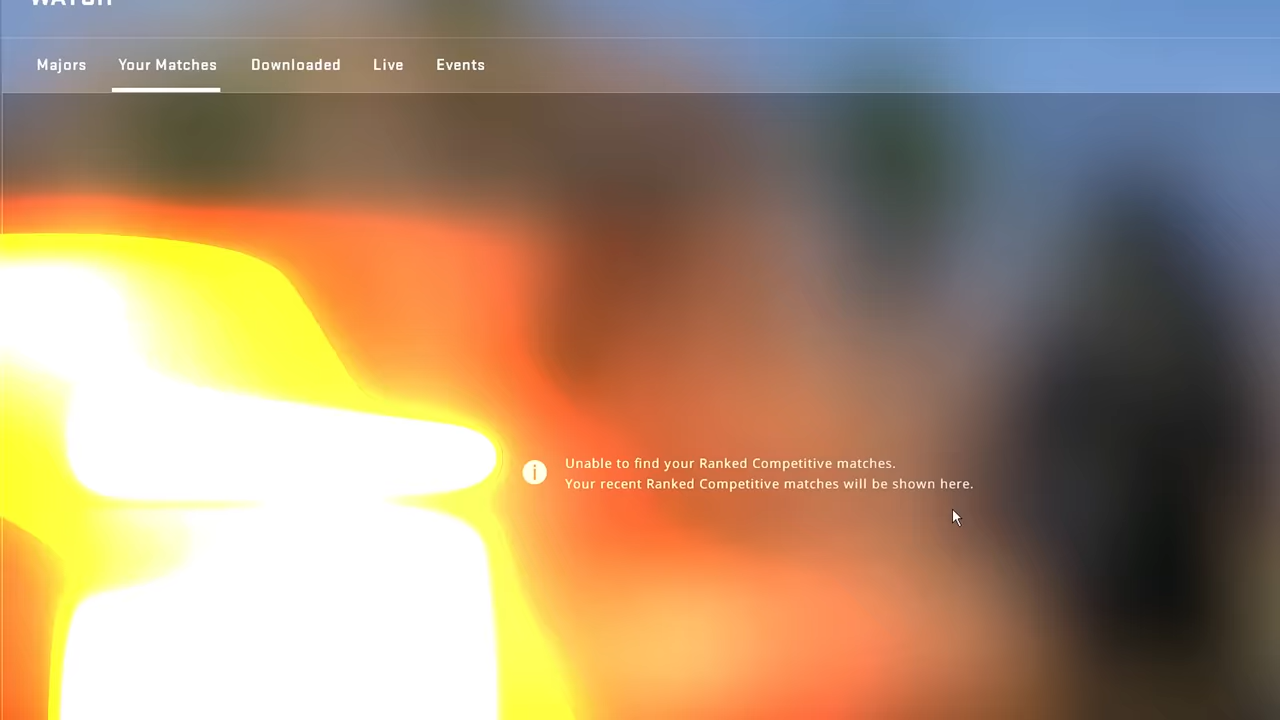 WATCH
Majors Your Matches Downloaded Live Events
Unable to find your Ranked Competitive matches.
Your recent Ranked Competitive matches will be shown here.